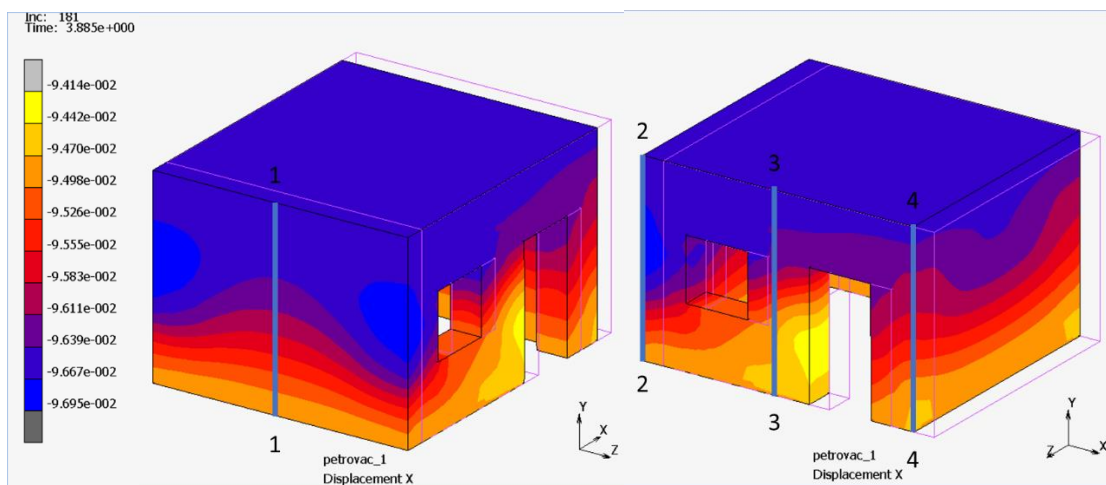 Inc: 181
Time: 3.885e+000
-9.414e-002
-9.442e-002
-9.470e-002
-9.498e-002
-9.526e-002
-9.555e-002
-9.583e-002
-9.611e-002
-9.639e-002
-9.667e-002
-9.695e-002
1
1
Y
X
Z
petrovac_1
Displacement X
2
3
4
2
3
4
Y
Z
X
petrovac_1
Displacement X